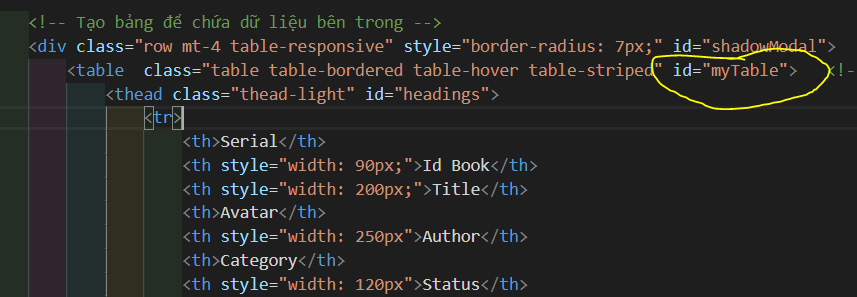 <!-- Tạo bảng để chứa dữ liệu bên trong -->
<div class="row mt-4 table-responsive" style="border-radius: 7px;" id="shadowModal">
<table  class="table table-bordered table-hover table-striped" id="myTable">   <!-
<thead class="thead-light" id="headings">
<tr>
<th>Serial</th>
<th style="width: 90px;">Id Book</th>
<th style="width: 200px;">Title</th>
<th>Avatar</th>
<th style="width: 250px">Author</th>
<th>Category</th>
<th style="width: 120px">Status</th>